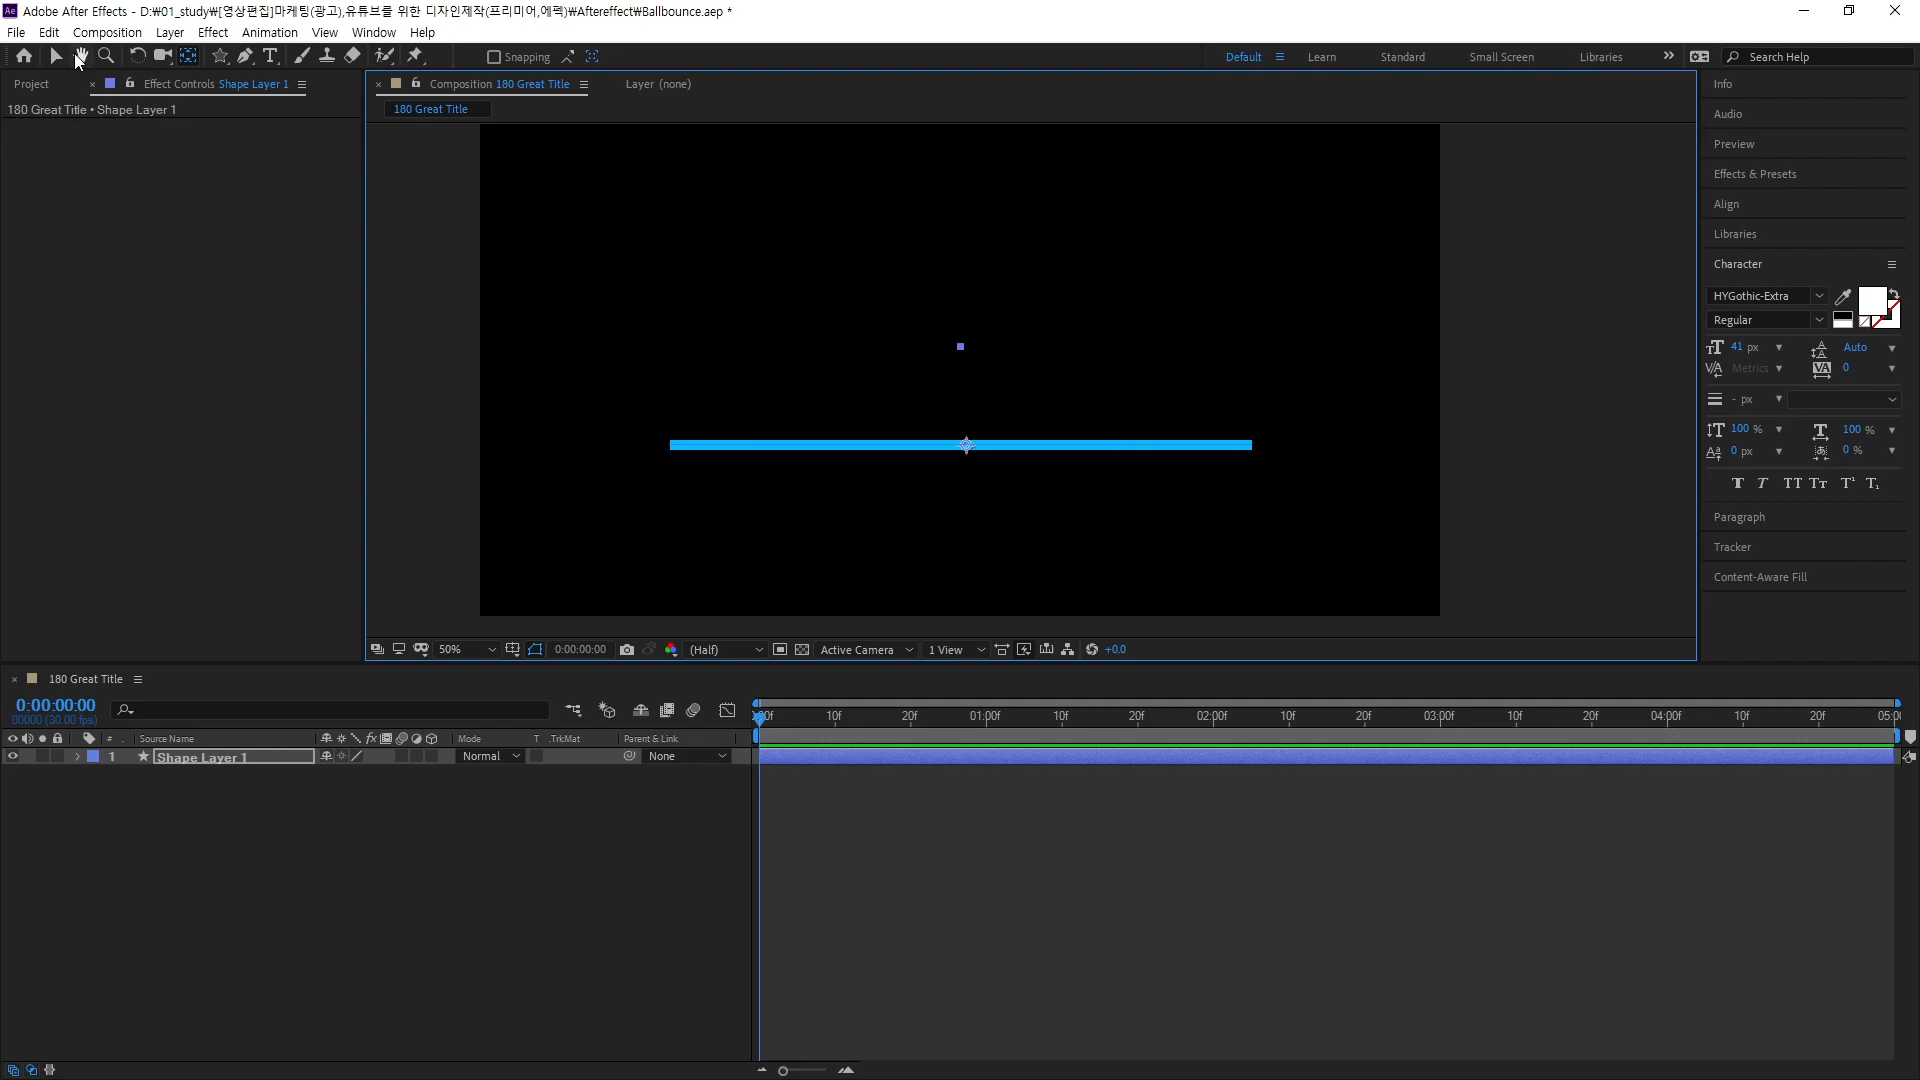 Adobe After Effects - D:₩01_study₩[영상편집]마케팅(광고),유튜브를 위한 디자인제작(프리미어,에펙)₩Aftereffect₩Ballbounce.aep *
File Edit Composition Layer Effect Animation View Window Help
Snapping Default Learn Standard Small Screen Libraries Search Help
Project Effect Controls Shape Layer 1 Composition 180 Great Title Layer (none) Info
180 Great Title • Shape Layer 1 180 Great Title
Audio
Preview
Effects & Presets
Align
Libraries
Character
HYGothic-Extra
Regular
41 px Auto
Metrics 0
- px
100 % 100 %
0 px 0 %
Paragraph
Tracker
Content-Aware Fill
50% 0:00:00:00 (Half) Active Camera 1 View +0.0
180 Great Title
0:00:00:00
00000 (30.00 fps)
:00f 10f 20f 01:00f 10f 20f 02:00f 10f 20f 03:00f 10f 20f 04:00f 10f 20f 05:0
# Source Name Mode T .TrkMat Parent & Link
1 Shape Layer 1 Normal None